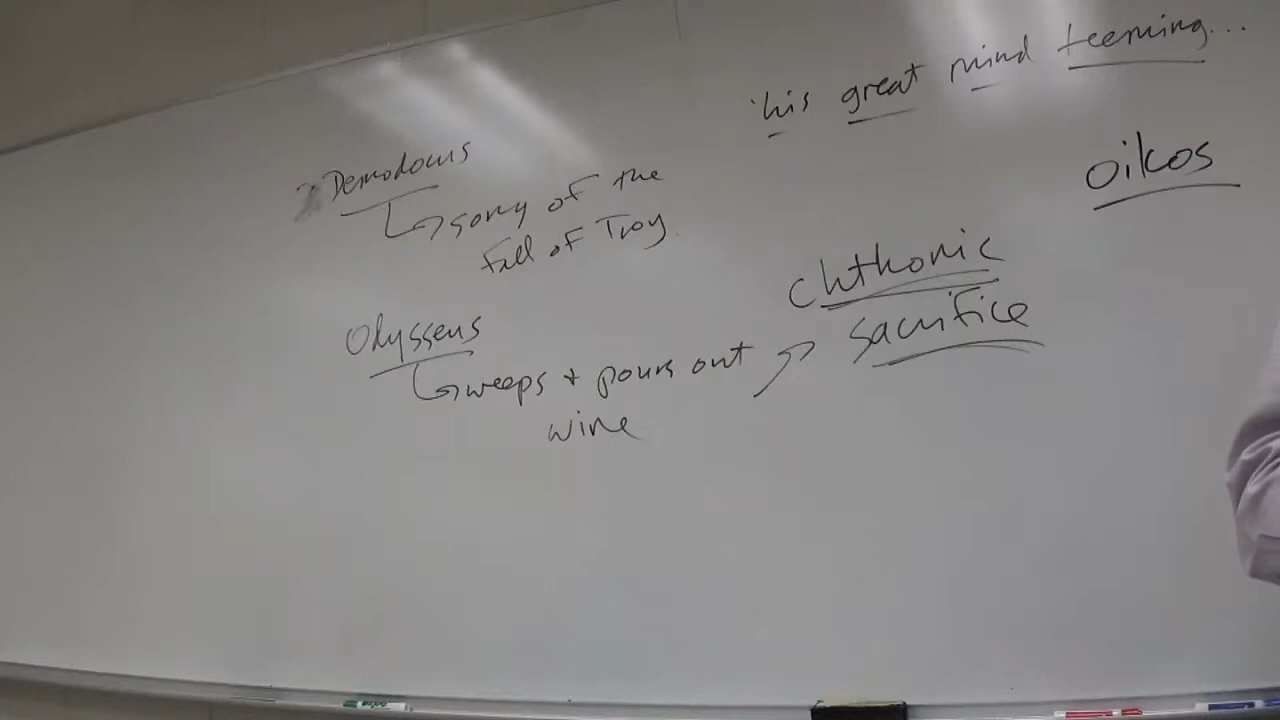 'his great mind teeming...
oikos
Demodocus
↳ song of the
fall of Troy.
chthonic
sacrifice
Odysseus
↳ weeps + pours out →
wine